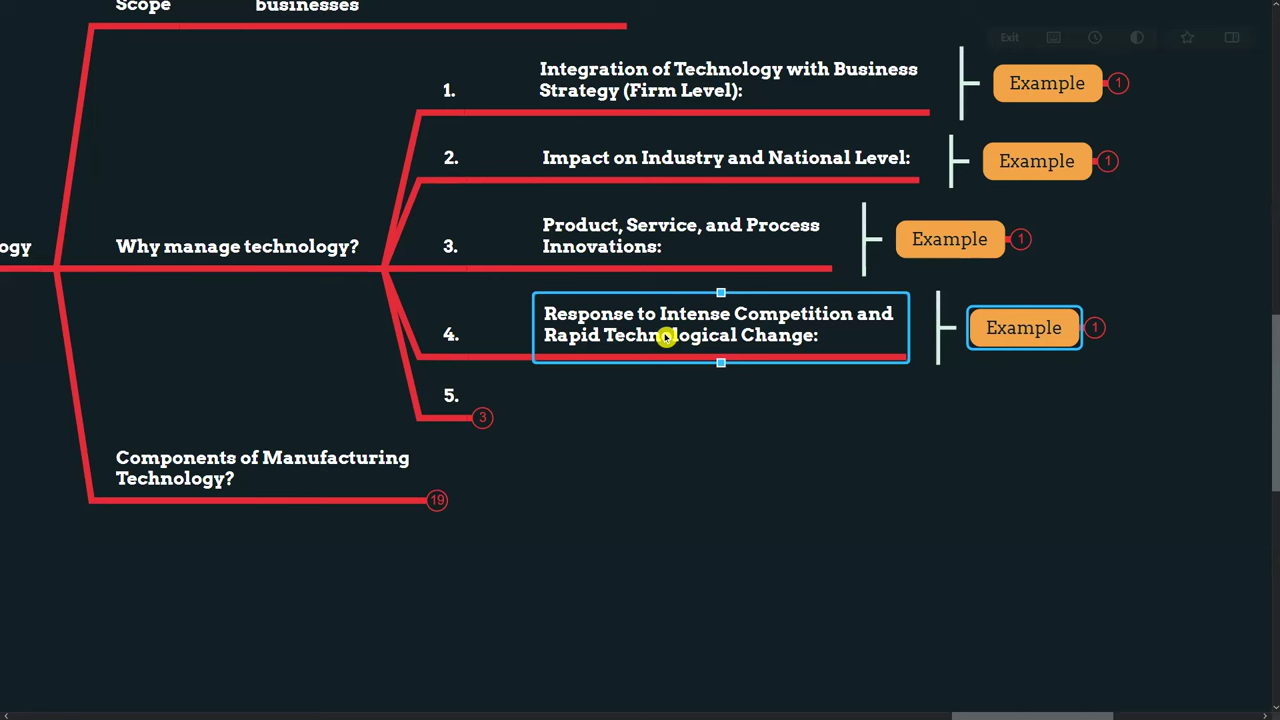 Scope
businesses
Exit
Integration of Technology with Business
Strategy (Firm Level):
1.
Example
1
2.
Impact on Industry and National Level:
Example
1
Product, Service, and Process
Innovations:
3.
Example
1
ogy
Why manage technology?
Response to Intense Competition and
Rapid Technological Change:
4.
Example
1
5.
3
Components of Manufacturing
Technology?
19